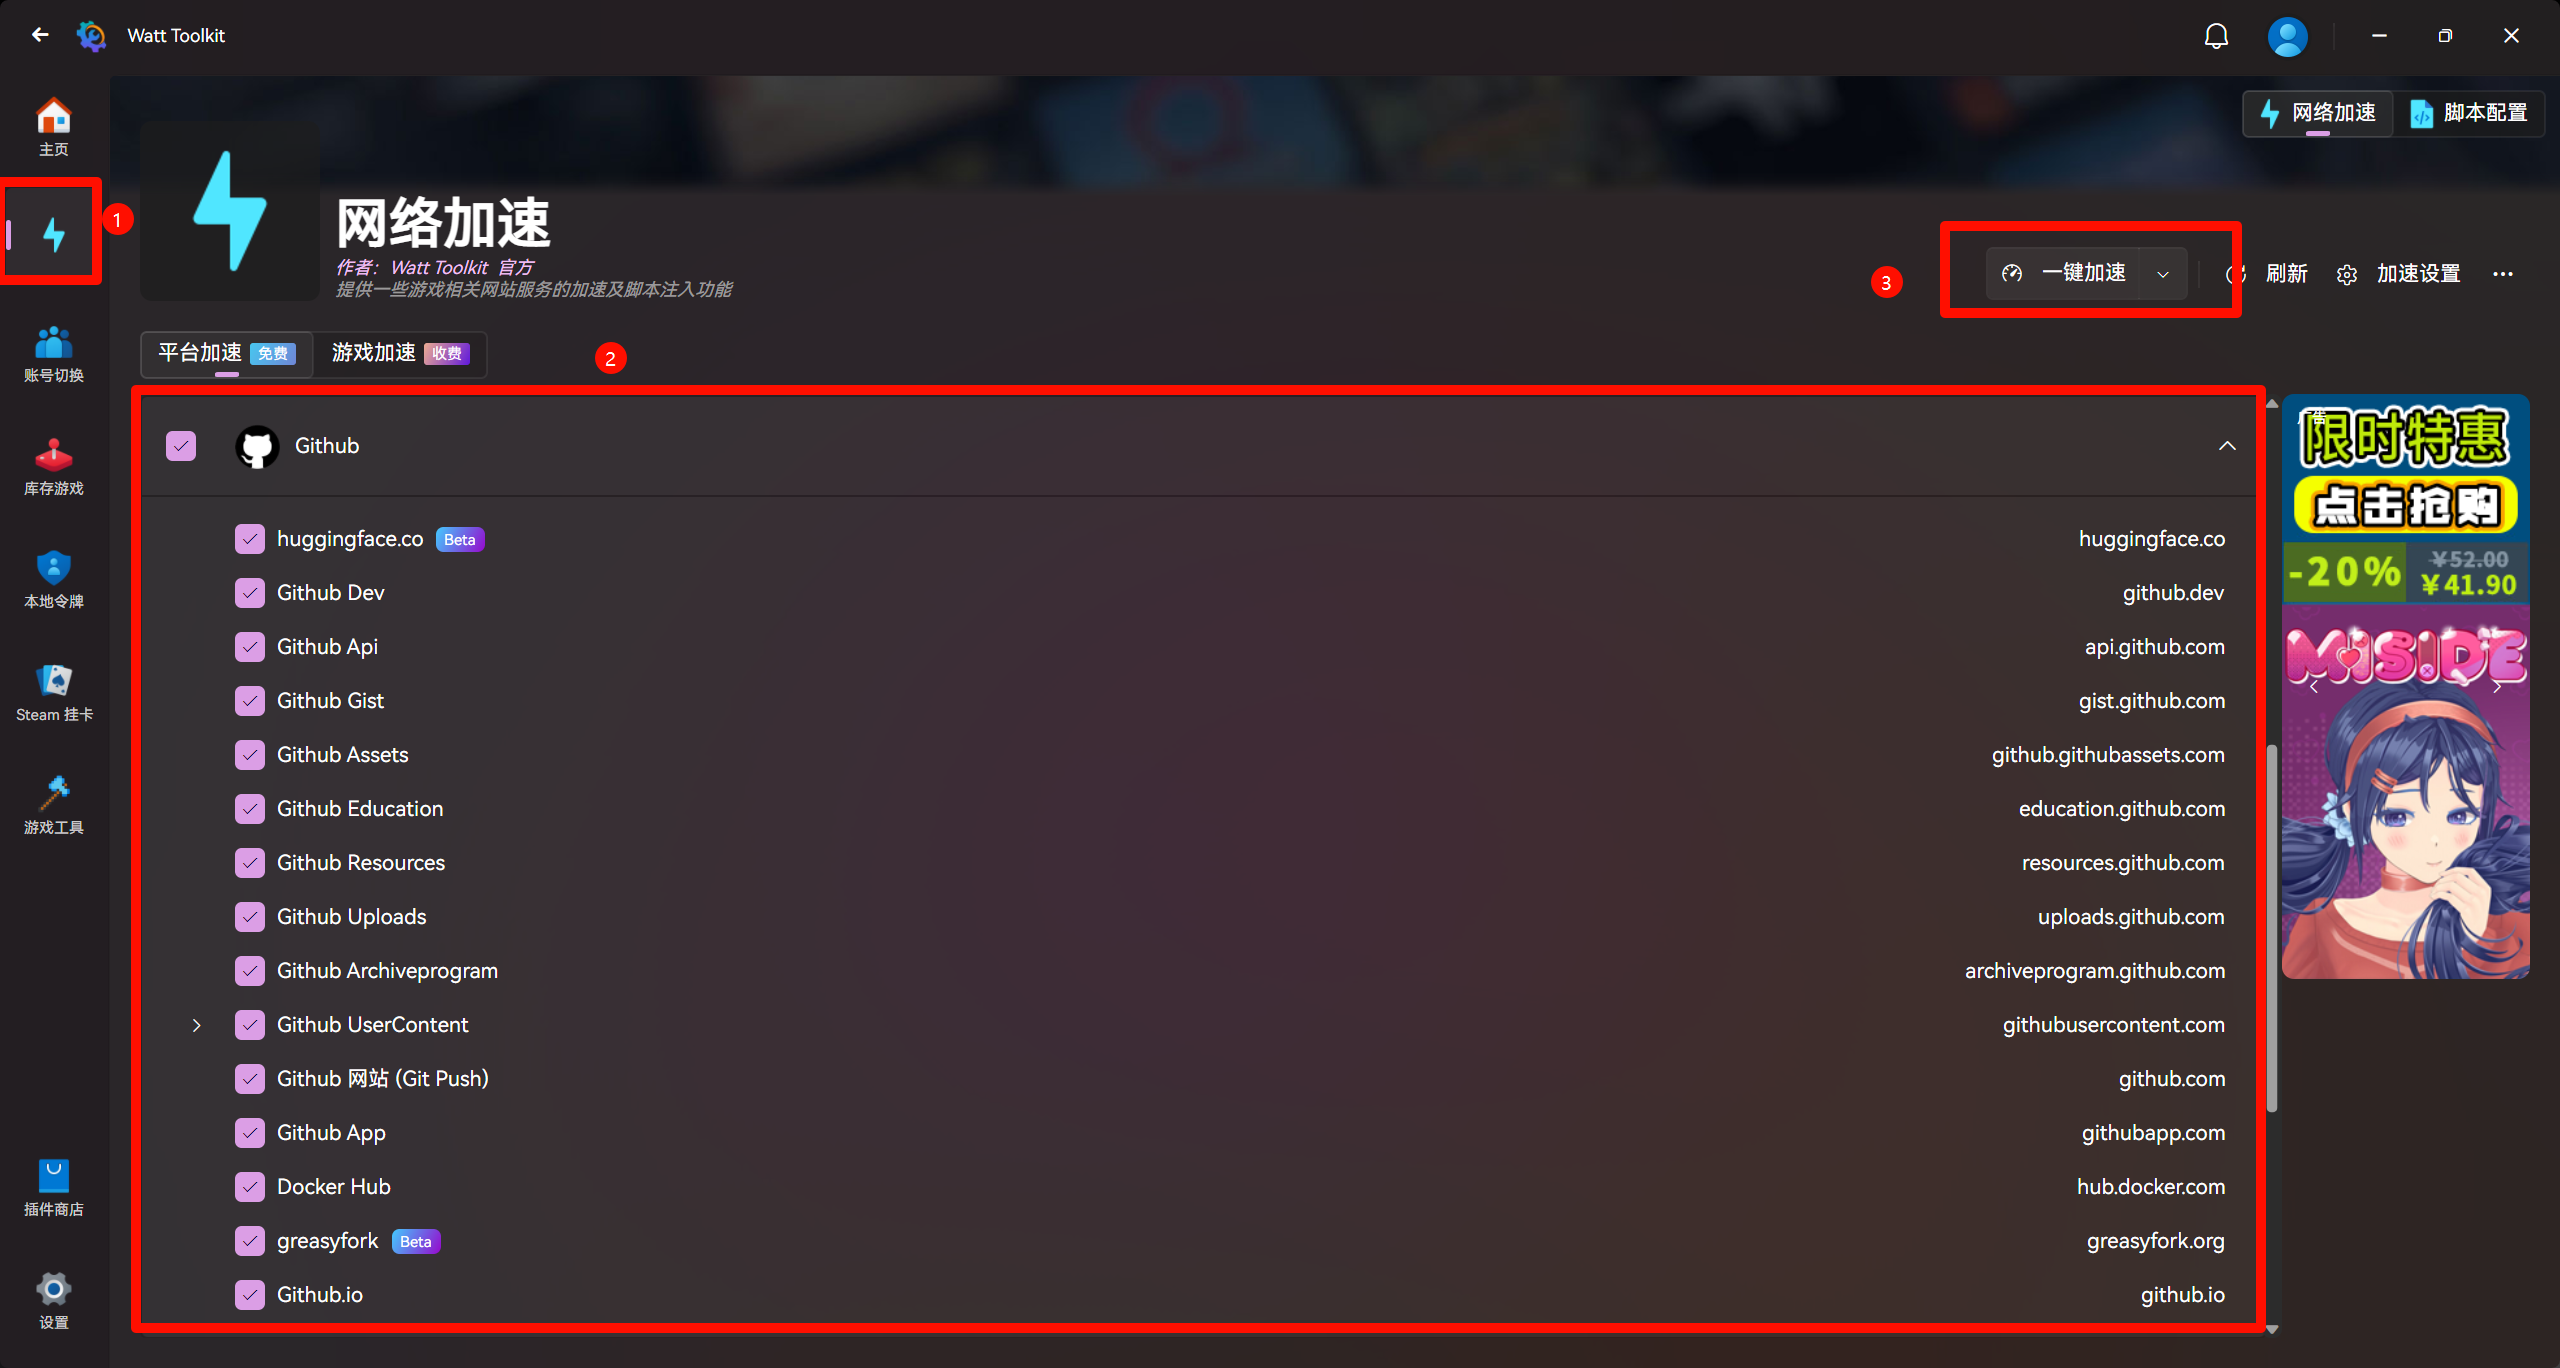 Watt Toolkit
网络加速
脚本配置
主页
1
网络加速
作者：Watt Toolkit 官方
提供一些游戏相关网站服务的加速及脚本注入功能
3
一键加速
刷新
加速设置
平台加速 免费
游戏加速 收费
2
账号切换
库存游戏
本地令牌
Steam 挂卡
游戏工具
插件商店
设置
Github
huggingface.co Beta huggingface.co
Github Dev github.dev
Github Api api.github.com
Github Gist gist.github.com
Github Assets github.githubassets.com
Github Education education.github.com
Github Resources resources.github.com
Github Uploads uploads.github.com
Github Archiveprogram archiveprogram.github.com
Github UserContent githubusercontent.com
Github 网站 (Git Push) github.com
Github App githubapp.com
Docker Hub hub.docker.com
greasyfork Beta greasyfork.org
Github.io github.io
广告
限时特惠
点击抢购
-20%
¥52.00
¥41.90
MISIDE